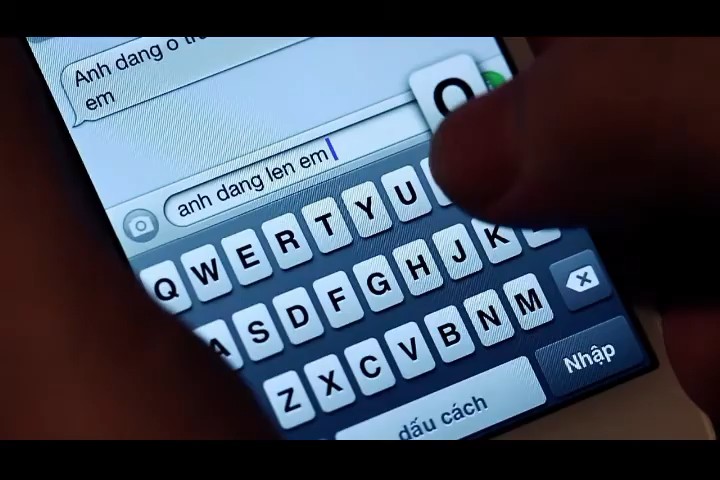 Anh dang o
em
anh dang len em
O
Q W E R T Y U
A S D F G H J K
Z X C V B N M
dấu cách
Nhập